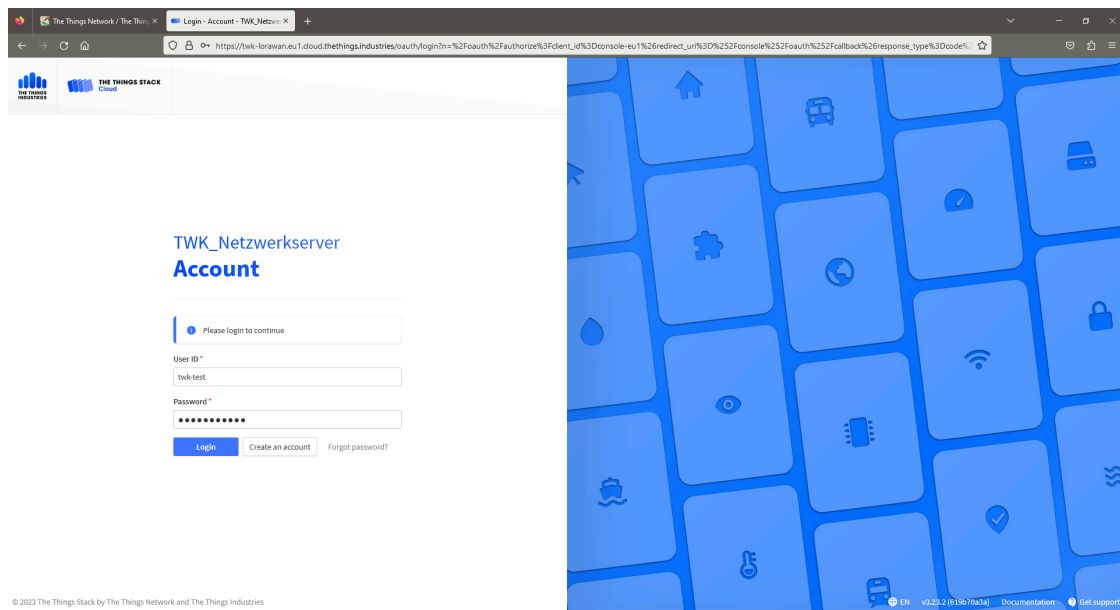 The Things Network / The Thing
Login - Account - TWK_Netzwer
https://twk-lorawan.eu1.cloud.thethings.industries/oauth/login?n=%2Foauth%2Fauthorize%3Fclient_id%3Dconsole-eu1%26redirect_uri%3D%252Fconsole%252Foauth%252Fcallback%26response_type%3Dcode%2
THE THINGS
INDUSTRIES
THE THINGS STACK
Cloud
TWK_Netzwerkserver
Account
Please login to continue
User ID *
twk-test
Password *
Login Create an account Forgot password?
© 2023 The Things Stack by The Things Network and The Things Industries
EN v3.23.2 (619b70a3a) Documentation Get support